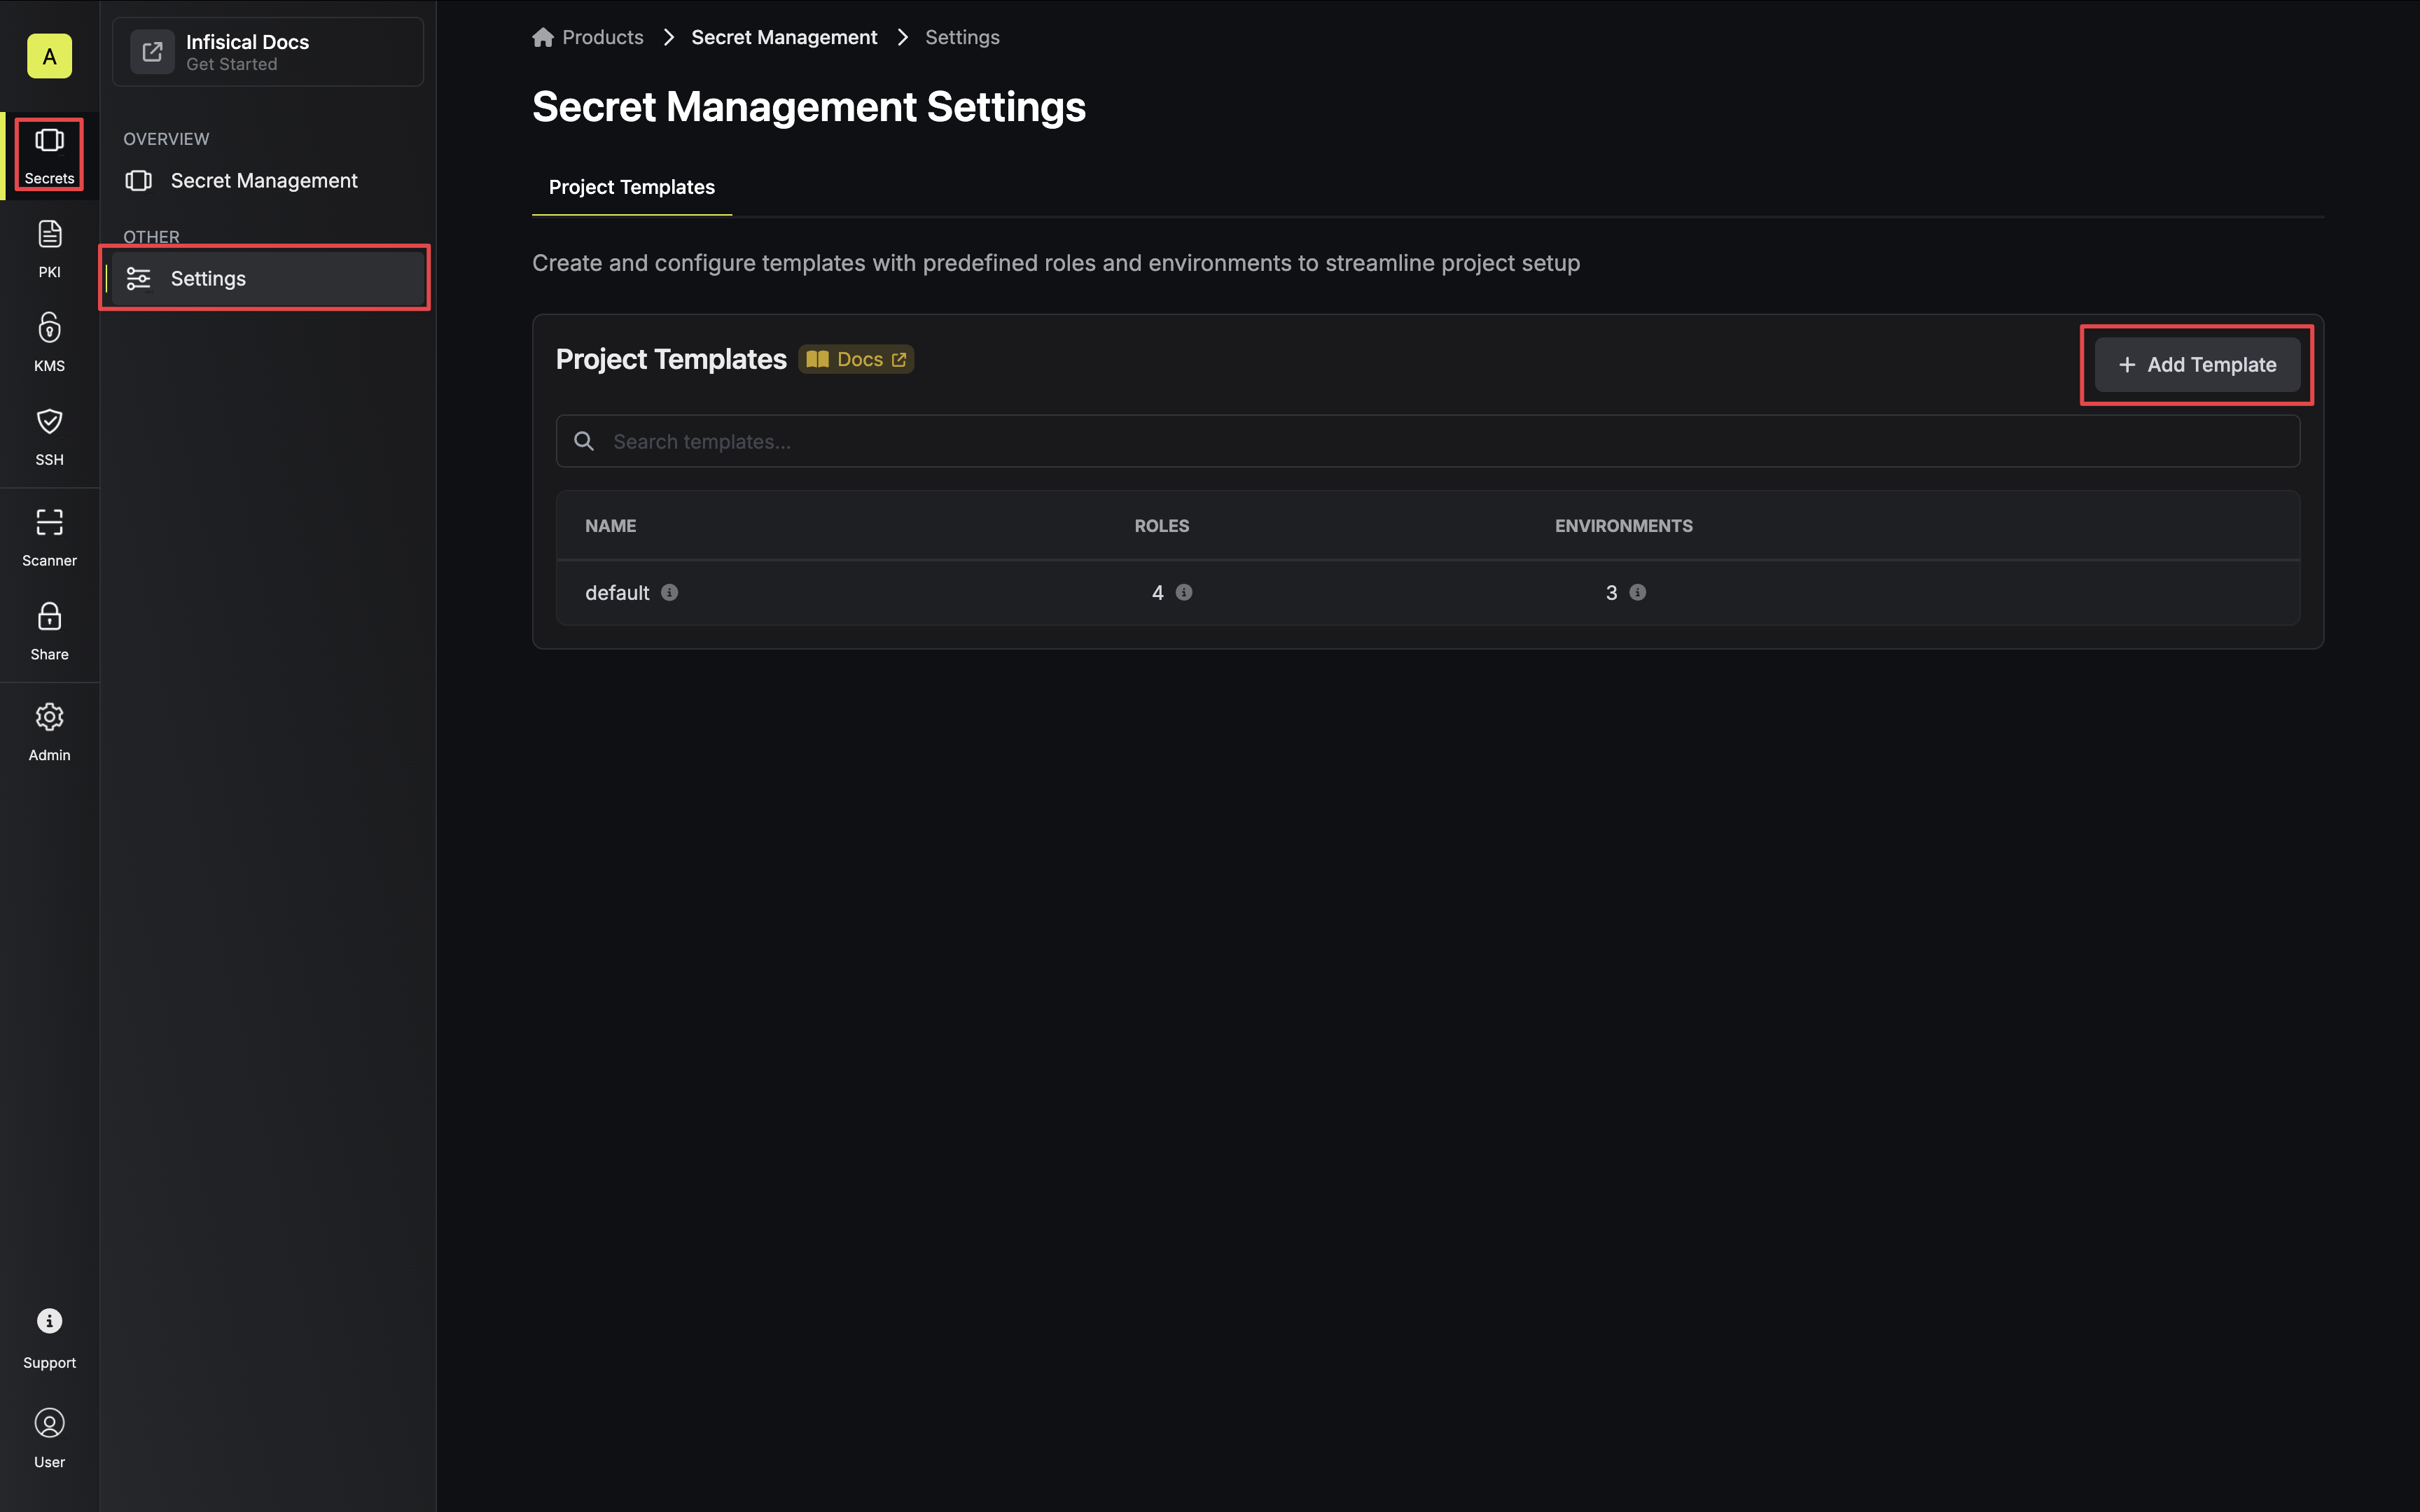 A
Secrets
PKI
KMS
SSH
Scanner
Share
Admin
Support
User
Infisical Docs
Get Started
OVERVIEW
Secret Management
OTHER
Settings
Products > Secret Management > Settings
Secret Management Settings
Project Templates
Create and configure templates with predefined roles and environments to streamline project setup
Project Templates Docs
+ Add Template
Search templates...
NAME ROLES ENVIRONMENTS
default 4 3